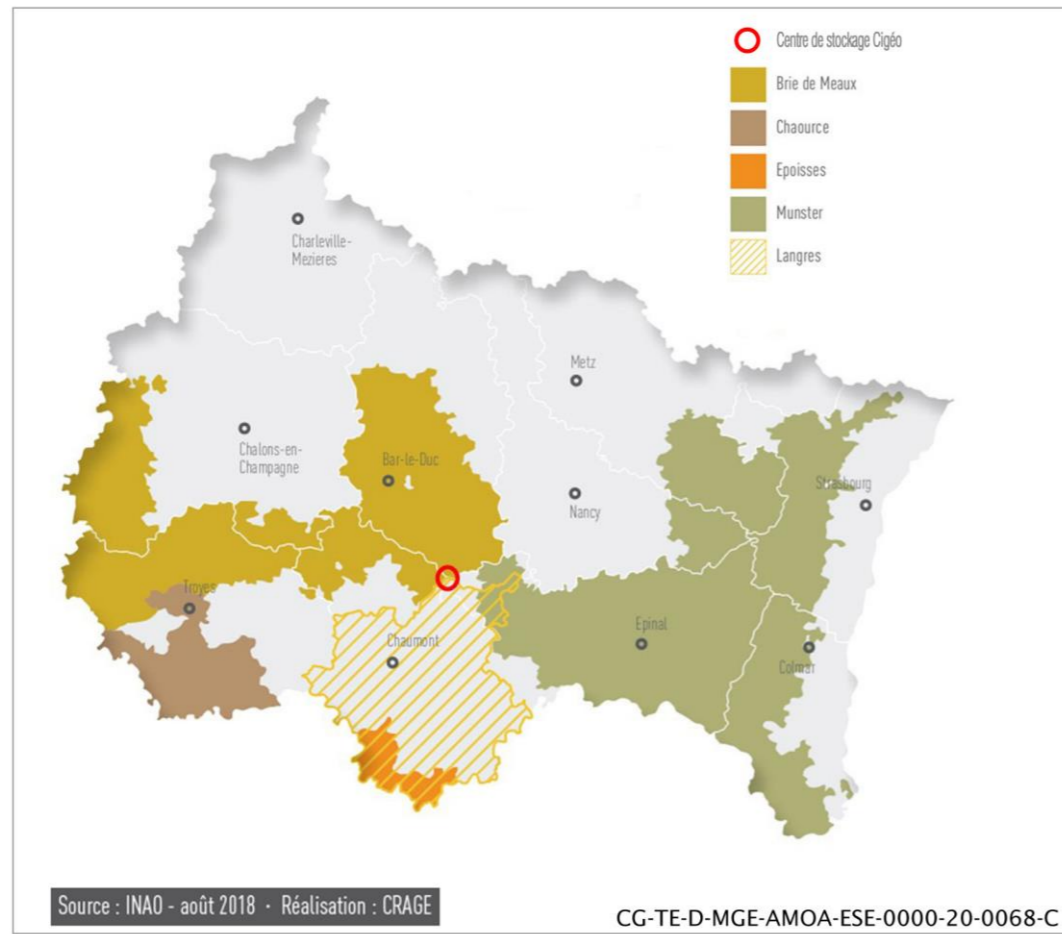 Centre de stockage Cigéo
Brie de Meaux
Chaource
Epoisses
Munster
Langres
Charleville-
Mezieres
Metz
Chalons-en-
Champagne
Bar-le-Duc
Nancy
Strasbourg
Troyes
Chaumont
Epinal
Colmar
Source : INAO - août 2018 · Réalisation : CRAGE
CG-TE-D-MGE-AMOA-ESE-0000-20-0068-C